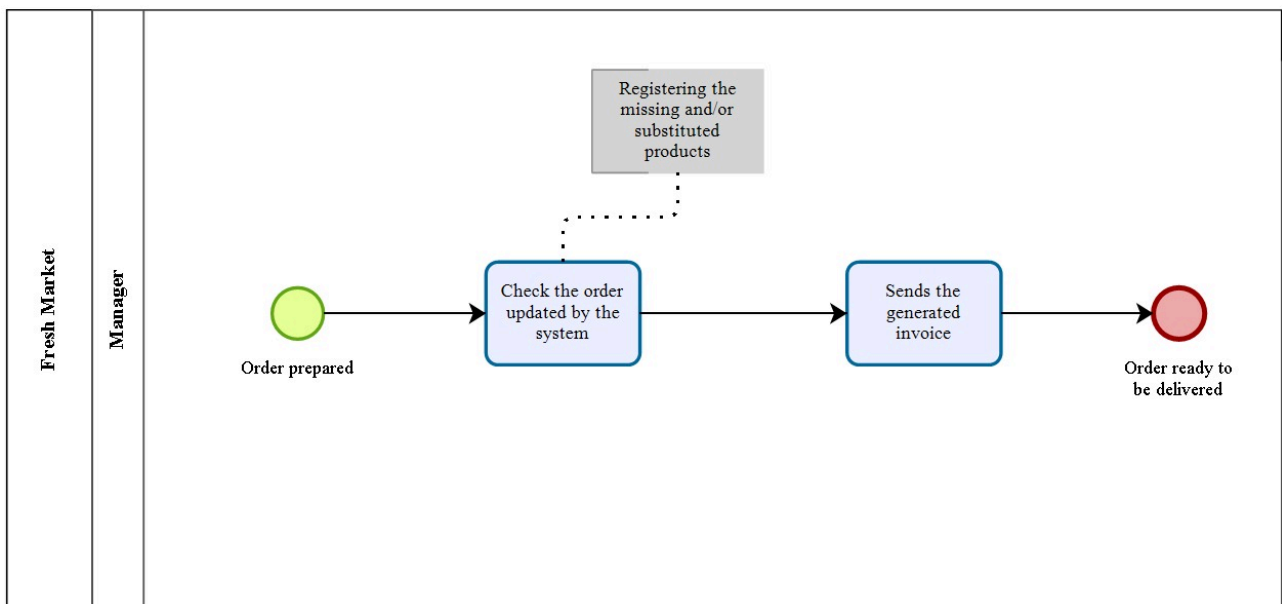 Fresh Market
Manager
Registering the
missing and/or
substituted
products
Order prepared
Check the order
updated by the
system
Sends the
generated
invoice
Order ready to
be delivered